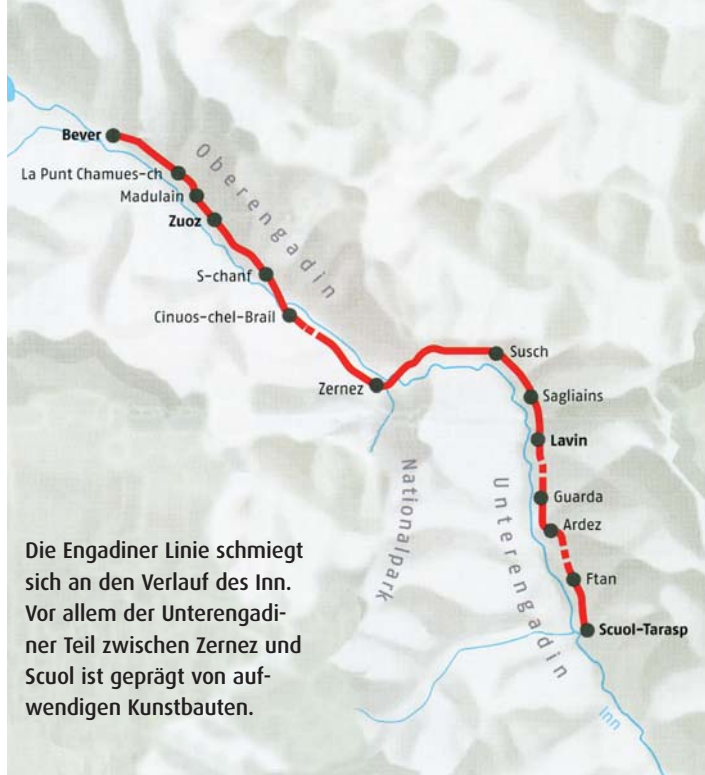 Bever
La Punt Chamues-ch
Madulain
Zuoz
Oberengadin
S-chanf
Cinuos-chel-Brail
Zernez
Susch
Sagliains
Lavin
Nationalpark
Unterengadin
Guarda
Ardez
Ftan
Scuol-Tarasp
Inn
Die Engadiner Linie schmiegt
sich an den Verlauf des Inn.
Vor allem der Unterengadi-
ner Teil zwischen Zernez und
Scuol ist geprägt von auf-
wendigen Kunstbauten.